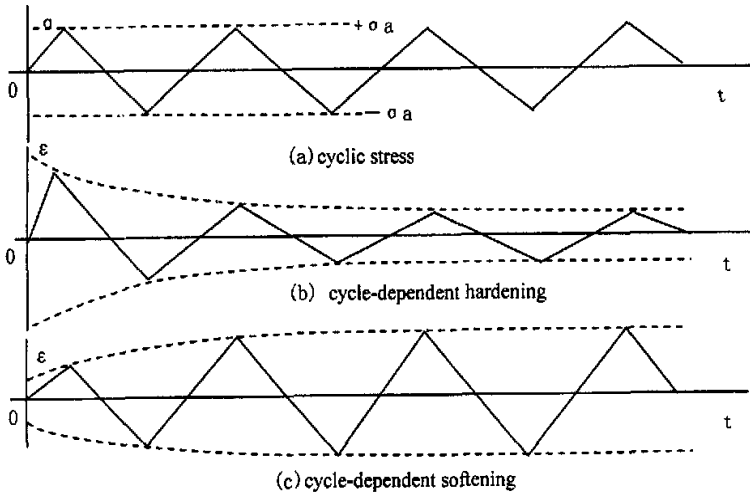 σ
+σa
0
t
−σa
(a) cyclic stress
ε
0
t
(b) cycle-dependent hardening
ε
0
t
(c) cycle-dependent softening